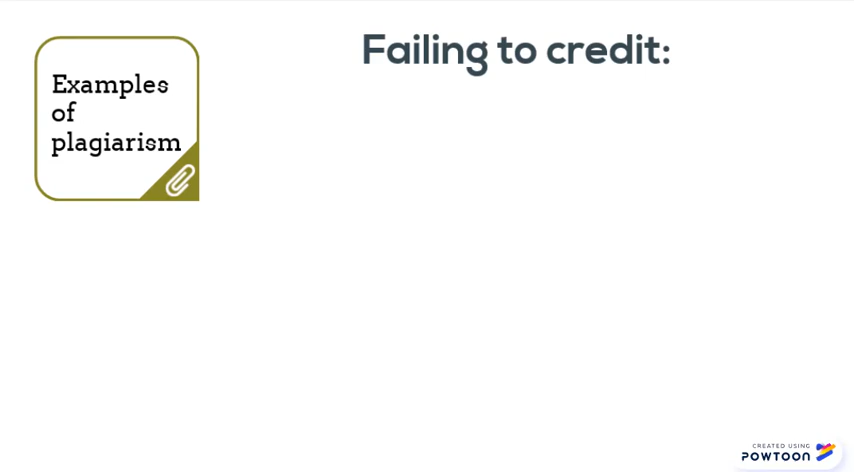 Failing to credit:
Examples
of
plagiarism
CREATED USING
POWTOON